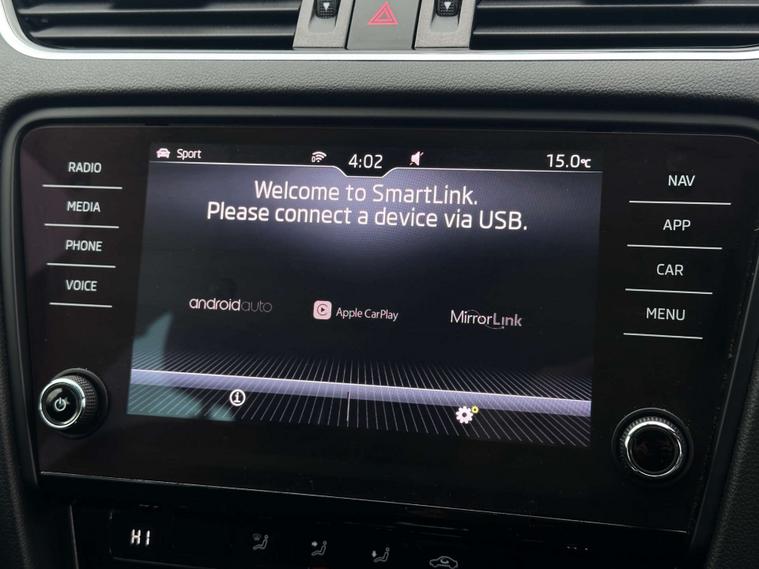 Sport 4:02 15.0°C
Welcome to SmartLink.
Please connect a device via USB.
androidauto Apple CarPlay MirrorLink
RADIO
MEDIA
PHONE
VOICE
NAV
APP
CAR
MENU
HI